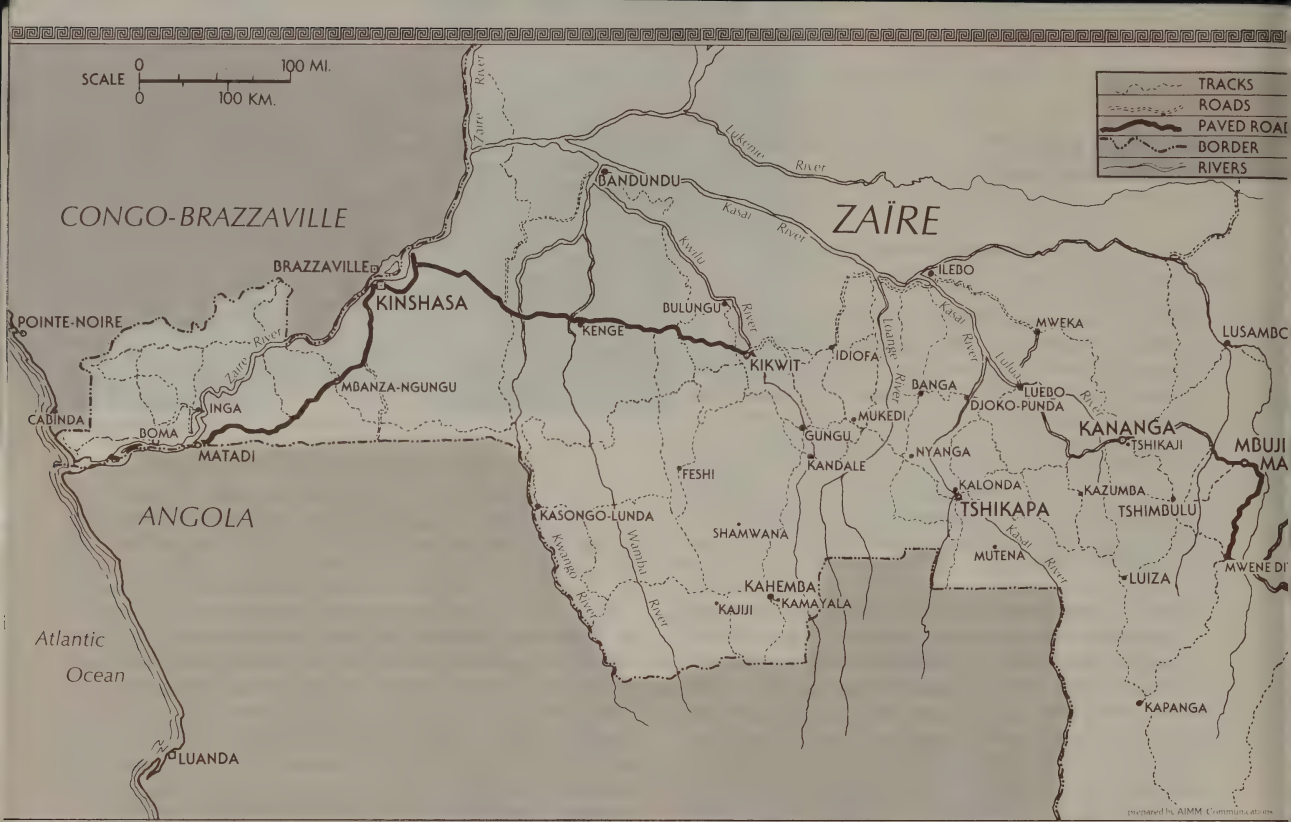 SCALE
0 100 MI.
0 100 KM.
TRACKS
ROADS
PAVED ROAD
BORDER
RIVERS
River
Zaire
Lukenie
River
BANDUNDU
Kasai
River
ZAÏRE
CONGO-BRAZZAVILLE
BRAZZAVILLE
KINSHASA
Kwilu
River
ILEBO
BULUNGU
POINTE-NOIRE
KENGE
Kasai
River
MWEKA
LUSAMBO
Zaire
River
KIKWIT
IDIOFA
Loange
River
MBANZA-NGUNGU
BANGA
Lulua
River
LUEBO
DJOKO-PUNDA
INGA
CABINDA
MUKEDI
BOMA
GUNGU
KANANGA
TSHIKAJI
MATADI
NYANGA
MBUJI
MA
KANDALE
FESHI
KALONDA
KAZUMBA
TSHIKAPA
TSHIMBULU
ANGOLA
KASONGO-LUNDA
SHAMWANA
Kwango
River
Wamba
River
Kasai
River
MUTENA
MWENE DI
LUIZA
KAHEMBA
KAMAYALA
KAJIJI
Atlantic
Ocean
KAPANGA
LUANDA
prepared by AIMM Communications